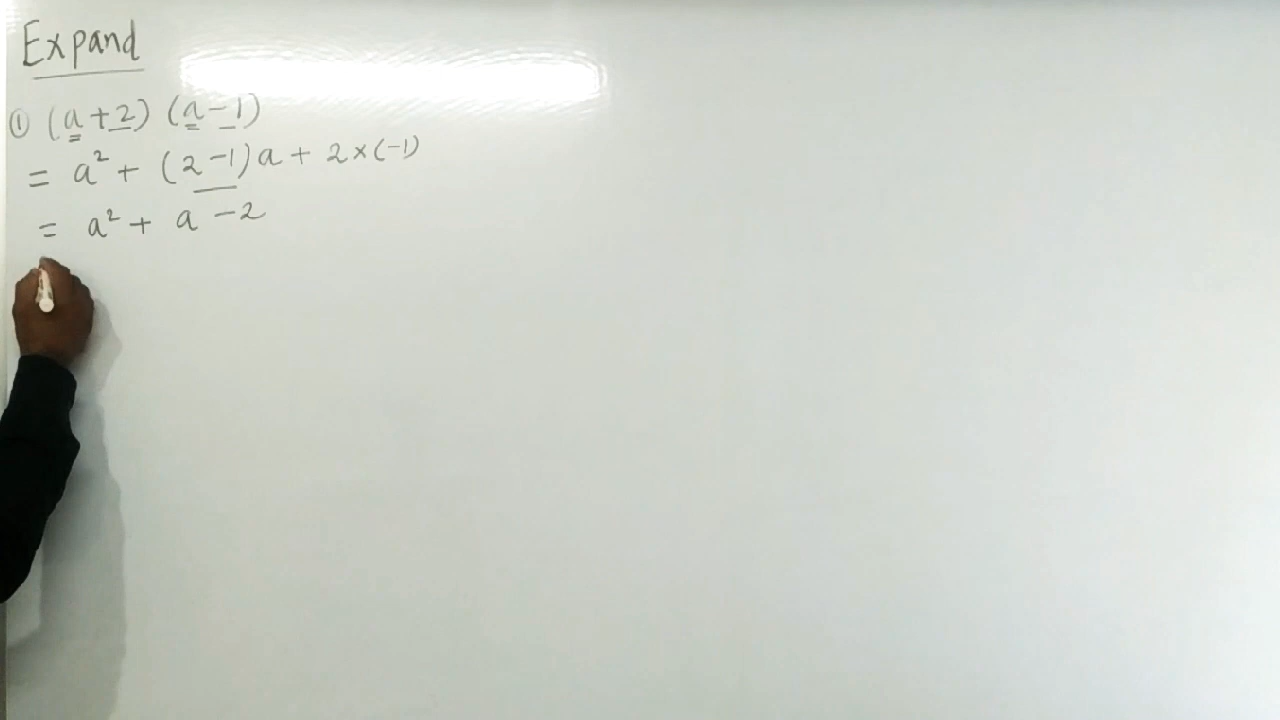 Expand
① (a+2) (a-1)
= a² + (2-1)a + 2×(-1)
= a² + a - 2